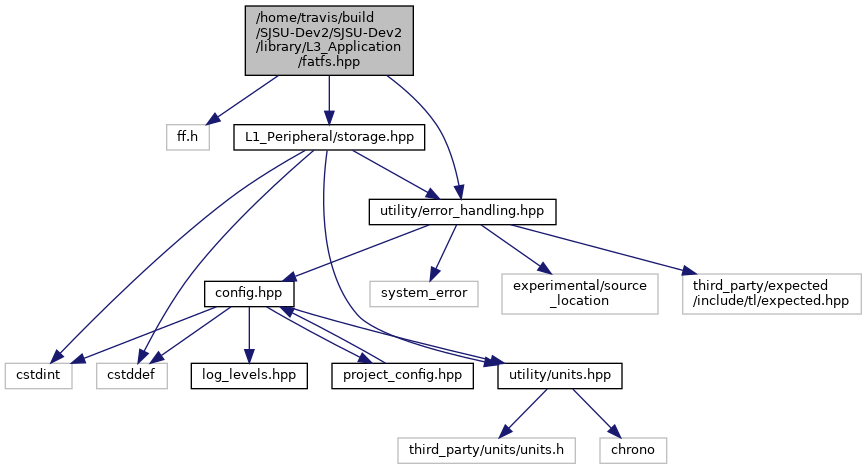 /home/travis/build
/SJSU-Dev2/SJSU-Dev2
/library/L3_Application
/fatfs.hpp
ff.h
L1_Peripheral/storage.hpp
utility/error_handling.hpp
config.hpp
system_error
experimental/source
_location
third_party/expected
/include/tl/expected.hpp
cstdint
cstddef
log_levels.hpp
project_config.hpp
utility/units.hpp
third_party/units/units.h
chrono